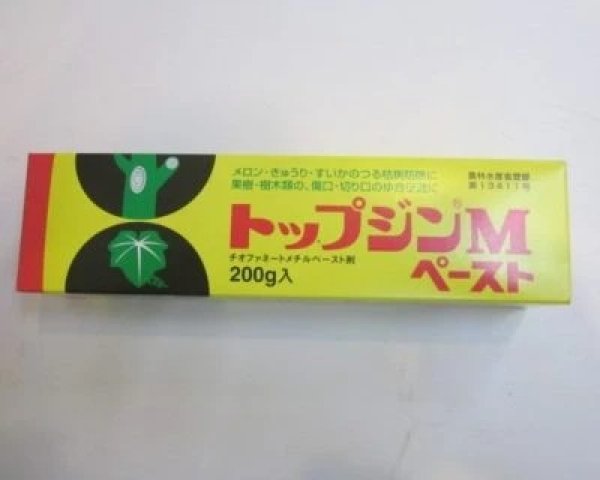 メロン・きゅうり・すいかのつる枯病防除に
果樹・樹木類の、傷口・切り口のゆ合促進に
農林水産省登録
第13411号
トップジン®M
ペースト
チオファネートメチルペースト剤
200g入